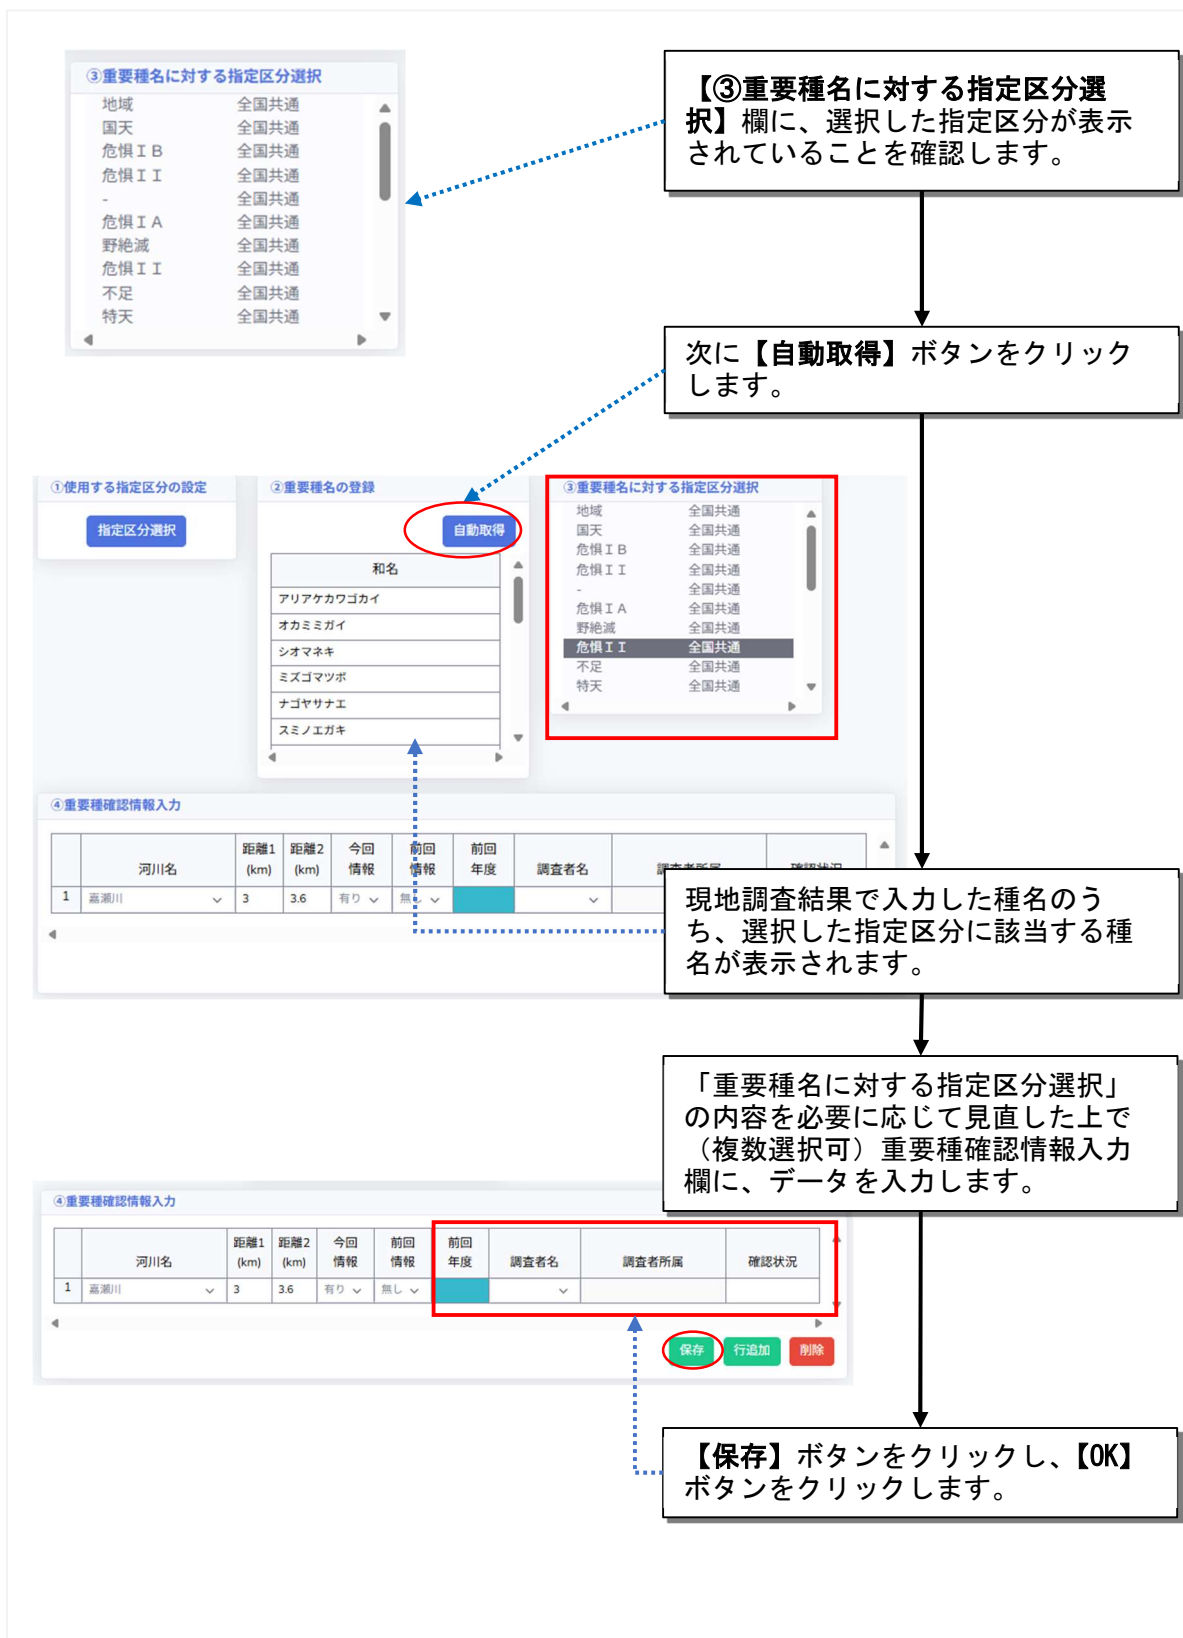 ③重要種名に対する指定区分選択
地域 全国共通
国天 全国共通
危惧ＩＢ 全国共通
危惧ＩＩ 全国共通
- 全国共通
危惧ＩＡ 全国共通
野絶滅 全国共通
危惧ＩＩ 全国共通
不足 全国共通
特天 全国共通
【③重要種名に対する指定区分選
択】欄に、選択した指定区分が表示
されていることを確認します。
次に【自動取得】ボタンをクリック
します。
①使用する指定区分の設定
指定区分選択
②重要種名の登録
自動取得
和名
アリアケカワゴカイ
オカミミガイ
シオマネキ
ミズゴマツボ
ナゴヤサナエ
スミノエガキ
③重要種名に対する指定区分選択
地域 全国共通
国天 全国共通
危惧ＩＢ 全国共通
危惧ＩＩ 全国共通
- 全国共通
危惧ＩＡ 全国共通
野絶滅 全国共通
危惧ＩＩ 全国共通
不足 全国共通
特天 全国共通
④重要種確認情報入力
河川名 距離1 (km) 距離2 (km) 今回 情報 前回 情報 前回 年度 調査者名 調査者所属 確認状況
1 嘉瀬川 3 3.6 有り 無し
現地調査結果で入力した種名のう
ち、選択した指定区分に該当する種
名が表示されます。
「重要種名に対する指定区分選択」
の内容を必要に応じて見直した上で
（複数選択可）重要種確認情報入力
欄に、データを入力します。
④重要種確認情報入力
河川名 距離1 (km) 距離2 (km) 今回 情報 前回 情報 前回 年度 調査者名 調査者所属 確認状況
1 嘉瀬川 3 3.6 有り 無し
保存 行追加 削除
【保存】ボタンをクリックし、【OK】
ボタンをクリックします。